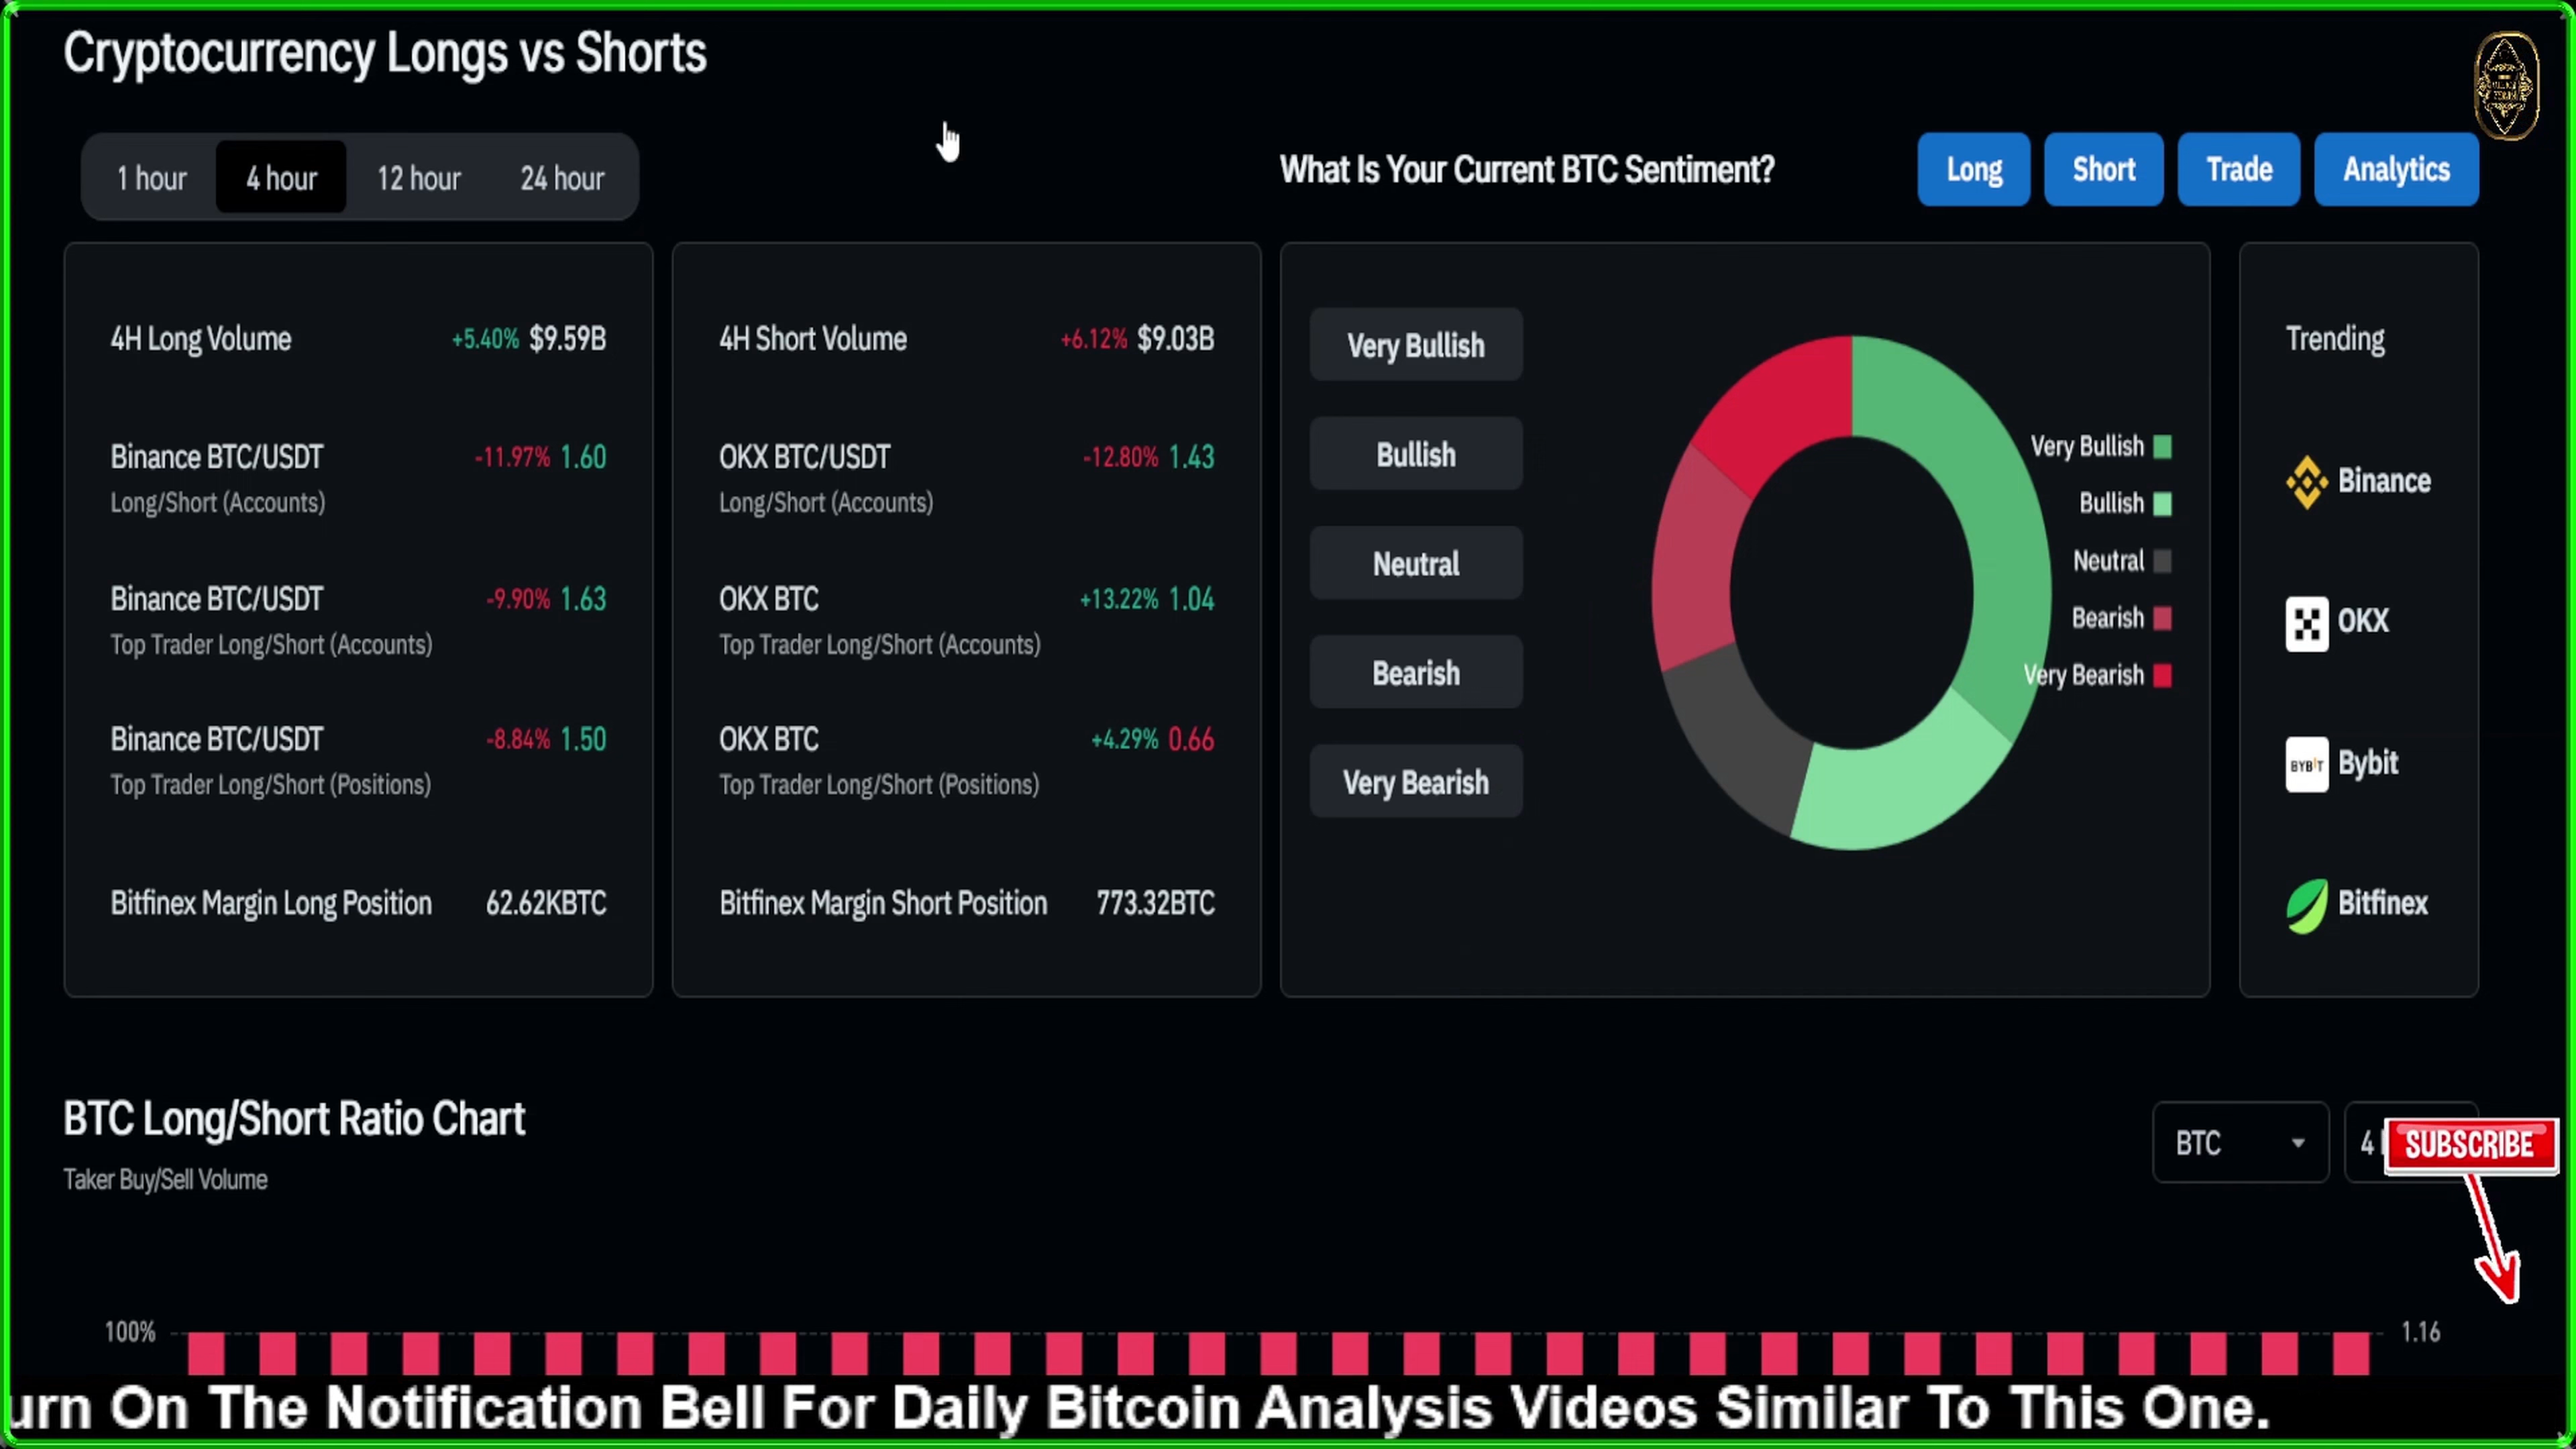 Cryptocurrency Longs vs Shorts
1 hour 4 hour 12 hour 24 hour
What Is Your Current BTC Sentiment?
Long Short Trade Analytics
4H Long Volume +5.40% $9.59B
Binance BTC/USDT -11.97% 1.60
Long/Short (Accounts)
Binance BTC/USDT -9.90% 1.63
Top Trader Long/Short (Accounts)
Binance BTC/USDT -8.84% 1.50
Top Trader Long/Short (Positions)
Bitfinex Margin Long Position 62.62KBTC
4H Short Volume +6.12% $9.03B
OKX BTC/USDT -12.80% 1.43
Long/Short (Accounts)
OKX BTC +13.22% 1.04
Top Trader Long/Short (Accounts)
OKX BTC +4.29% 0.66
Top Trader Long/Short (Positions)
Bitfinex Margin Short Position 773.32BTC
Very Bullish
Bullish
Neutral
Bearish
Very Bearish
Very Bullish
Bullish
Neutral
Bearish
Very Bearish
Trending
Binance
OKX
BYBIT Bybit
Bitfinex
BTC Long/Short Ratio Chart
Taker Buy/Sell Volume
BTC 4
SUBSCRIBE
100% 1.16
urn On The Notification Bell For Daily Bitcoin Analysis Videos Similar To This One.